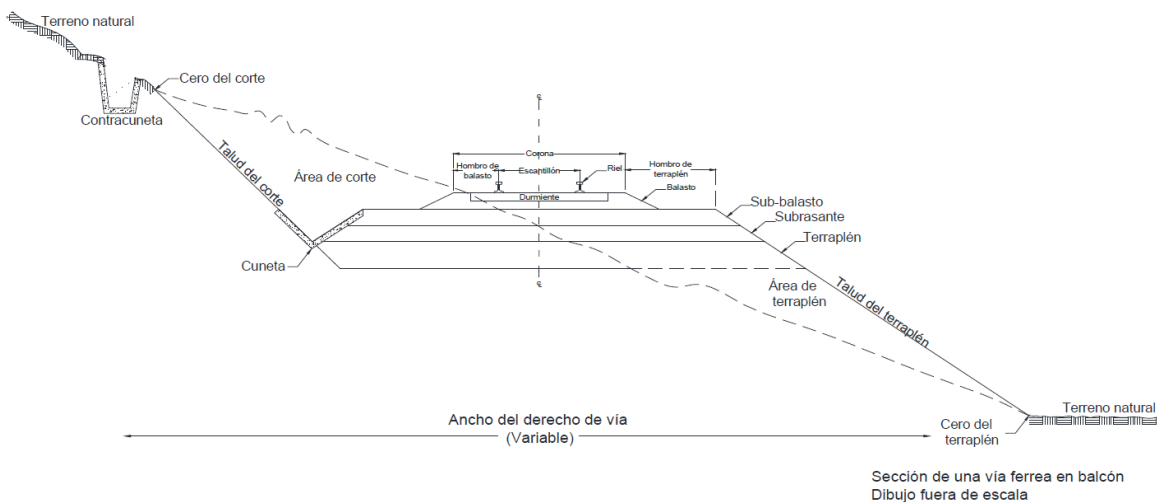 Terreno natural
Cero del corte
Contracuneta
Talud del corte
Área de corte
Corona
Hombro de
balasto
Escantillón
Riel
Hombro de
terraplén
Balasto
Durmiente
Sub-balasto
Subrasante
Terraplén
Cuneta
Área de
terraplén
Talud del terraplén
Ancho del derecho de vía
(Variable)
Terreno natural
Cero del
terraplén
Sección de una vía ferrea en balcón
Dibujo fuera de escala